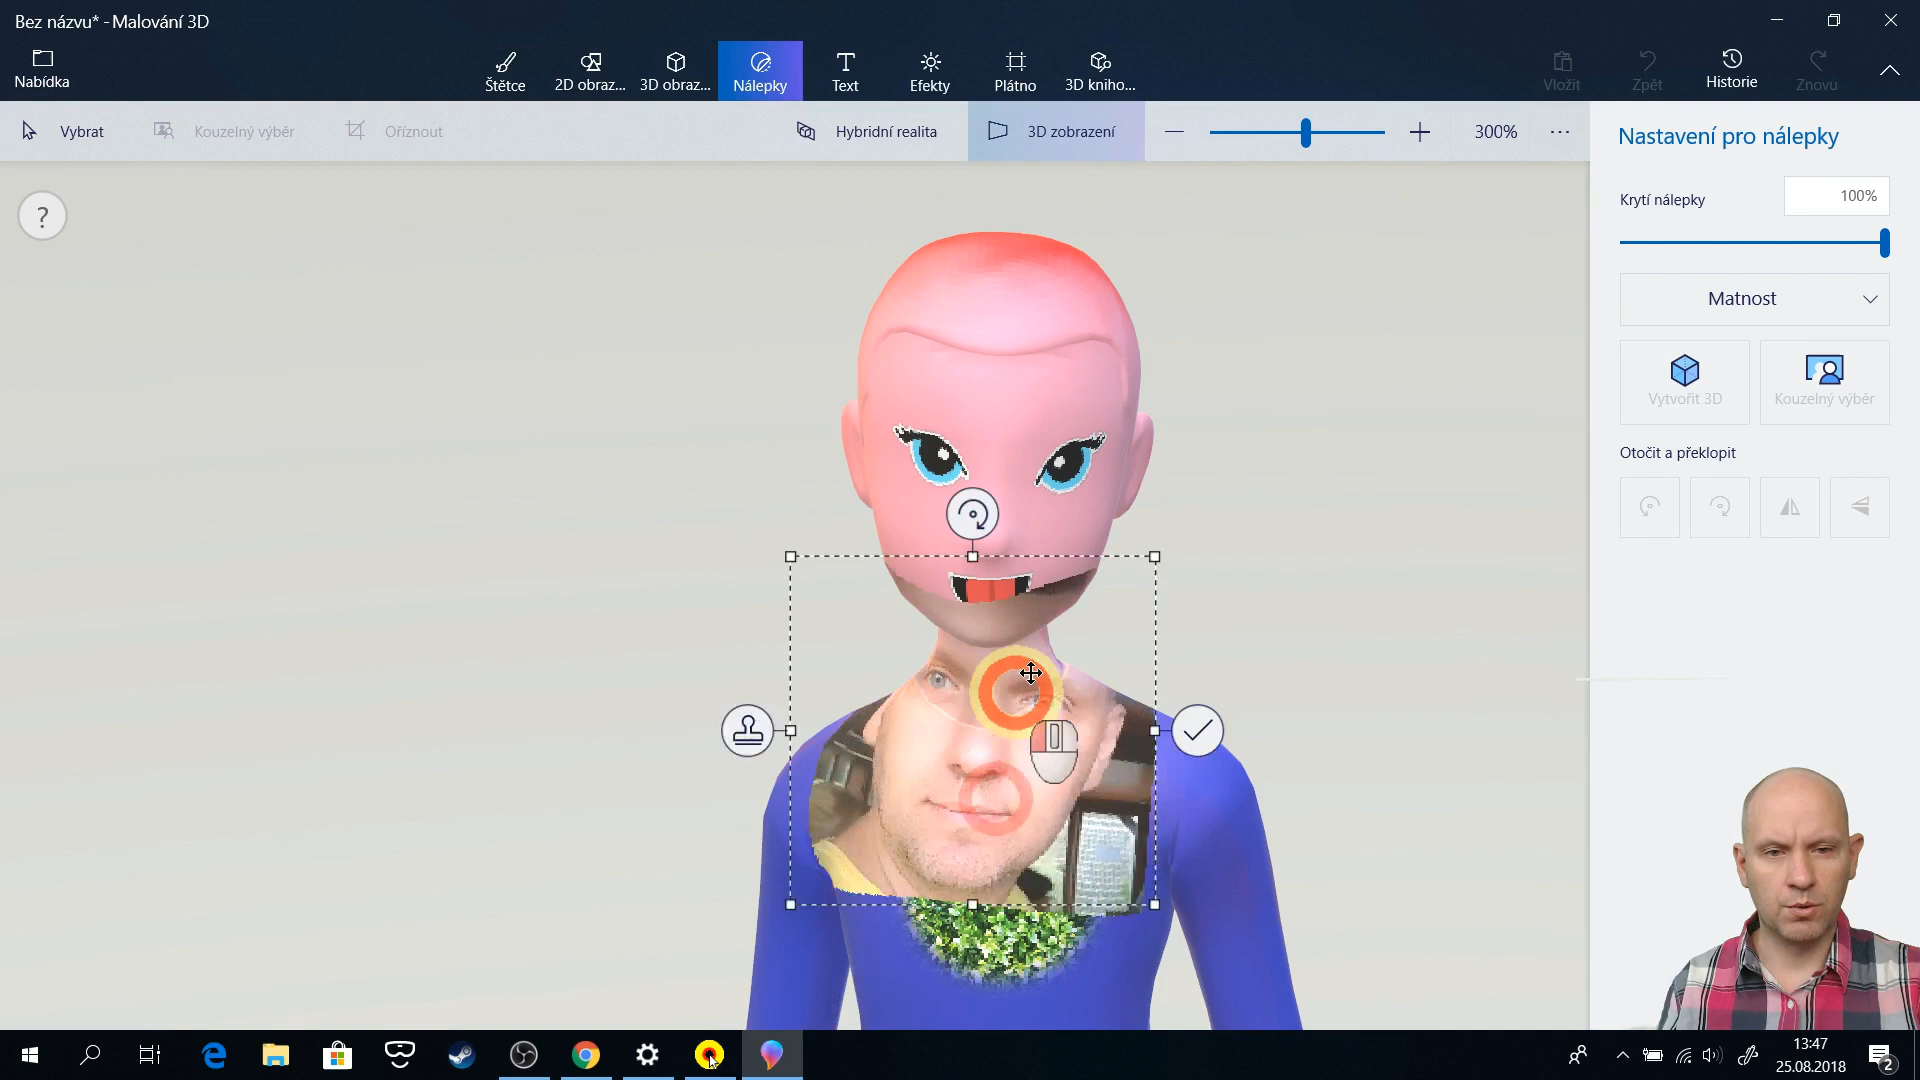 Bez názvu* - Malování 3D
Nabídka
Štětce
2D obraz...
3D obraz...
Nálepky
Text
Efekty
Plátno
3D kniho...
Vložit
Zpět
Historie
Znovu
Vybrat
Kouzelný výběr
Oříznout
Hybridní realita
3D zobrazení
300%
Nastavení pro nálepky
Krytí nálepky
100%
Matnost
Vytvořit 3D
Kouzelný výběr
Otočit a překlopit
?
13:47
25.08.2018
2